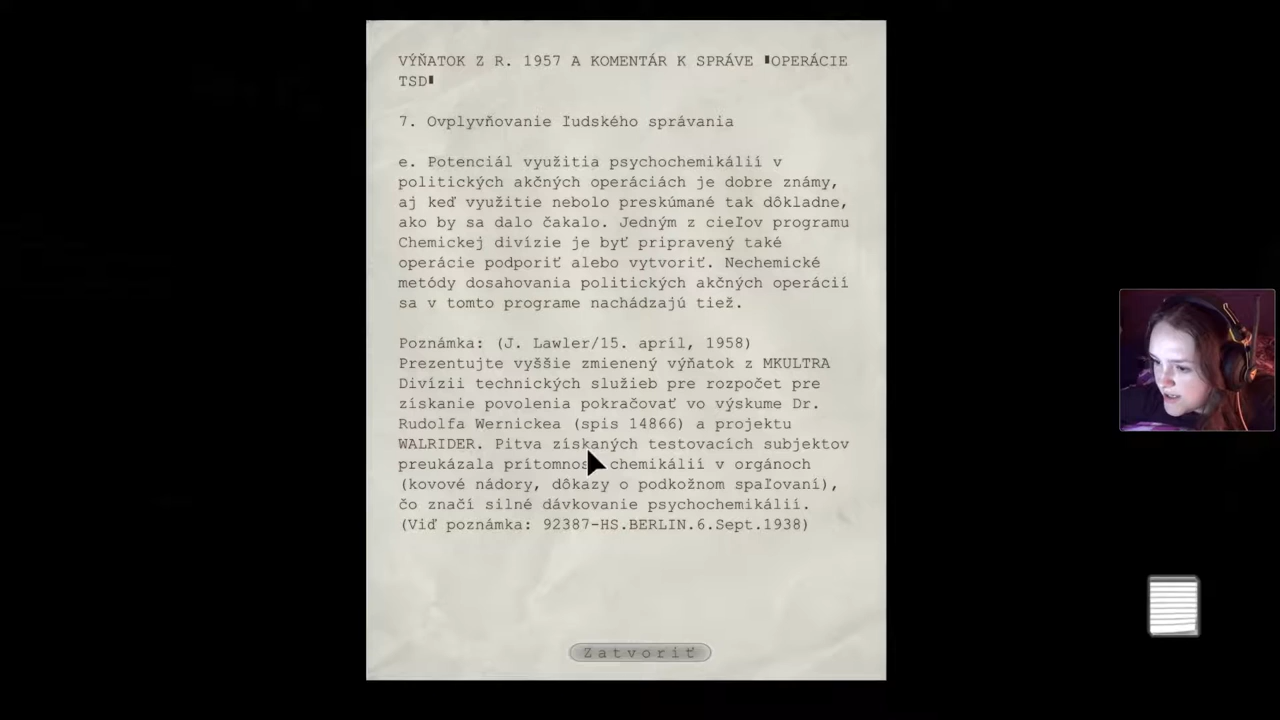 VÝŇATOK Z R. 1957 A KOMENTÁR K SPRÁVE ▮OPERÁCIE
TSD▮
7. Ovplyvňovanie ľudského správania
e. Potenciál využitia psychochemikálií v
politických akčných operáciách je dobre známy,
aj keď využitie nebolo preskúmané tak dôkladne,
ako by sa dalo čakalo. Jedným z cieľov programu
Chemickej divízie je byť pripravený také
operácie podporiť alebo vytvoriť. Nechemické
metódy dosahovania politických akčných operácií
sa v tomto programe nachádzajú tiež.
Poznámka: (J. Lawler/15. apríl, 1958)
Prezentujte vyššie zmienený výňatok z MKULTRA
Divízii technických služieb pre rozpočet pre
získanie povolenia pokračovať vo výskume Dr.
Rudolfa Wernickea (spis 14866) a projektu
WALRIDER. Pitva získaných testovacích subjektov
preukázala chemikálií v orgánoch
(kovové nádory, dôkazy o podkožnom spaľovaní),
čo značí silné dávkovanie psychochemikálií.
(Viď poznámka: 92387-HS.BERLIN.6.Sept.1938)
Zatvoriť